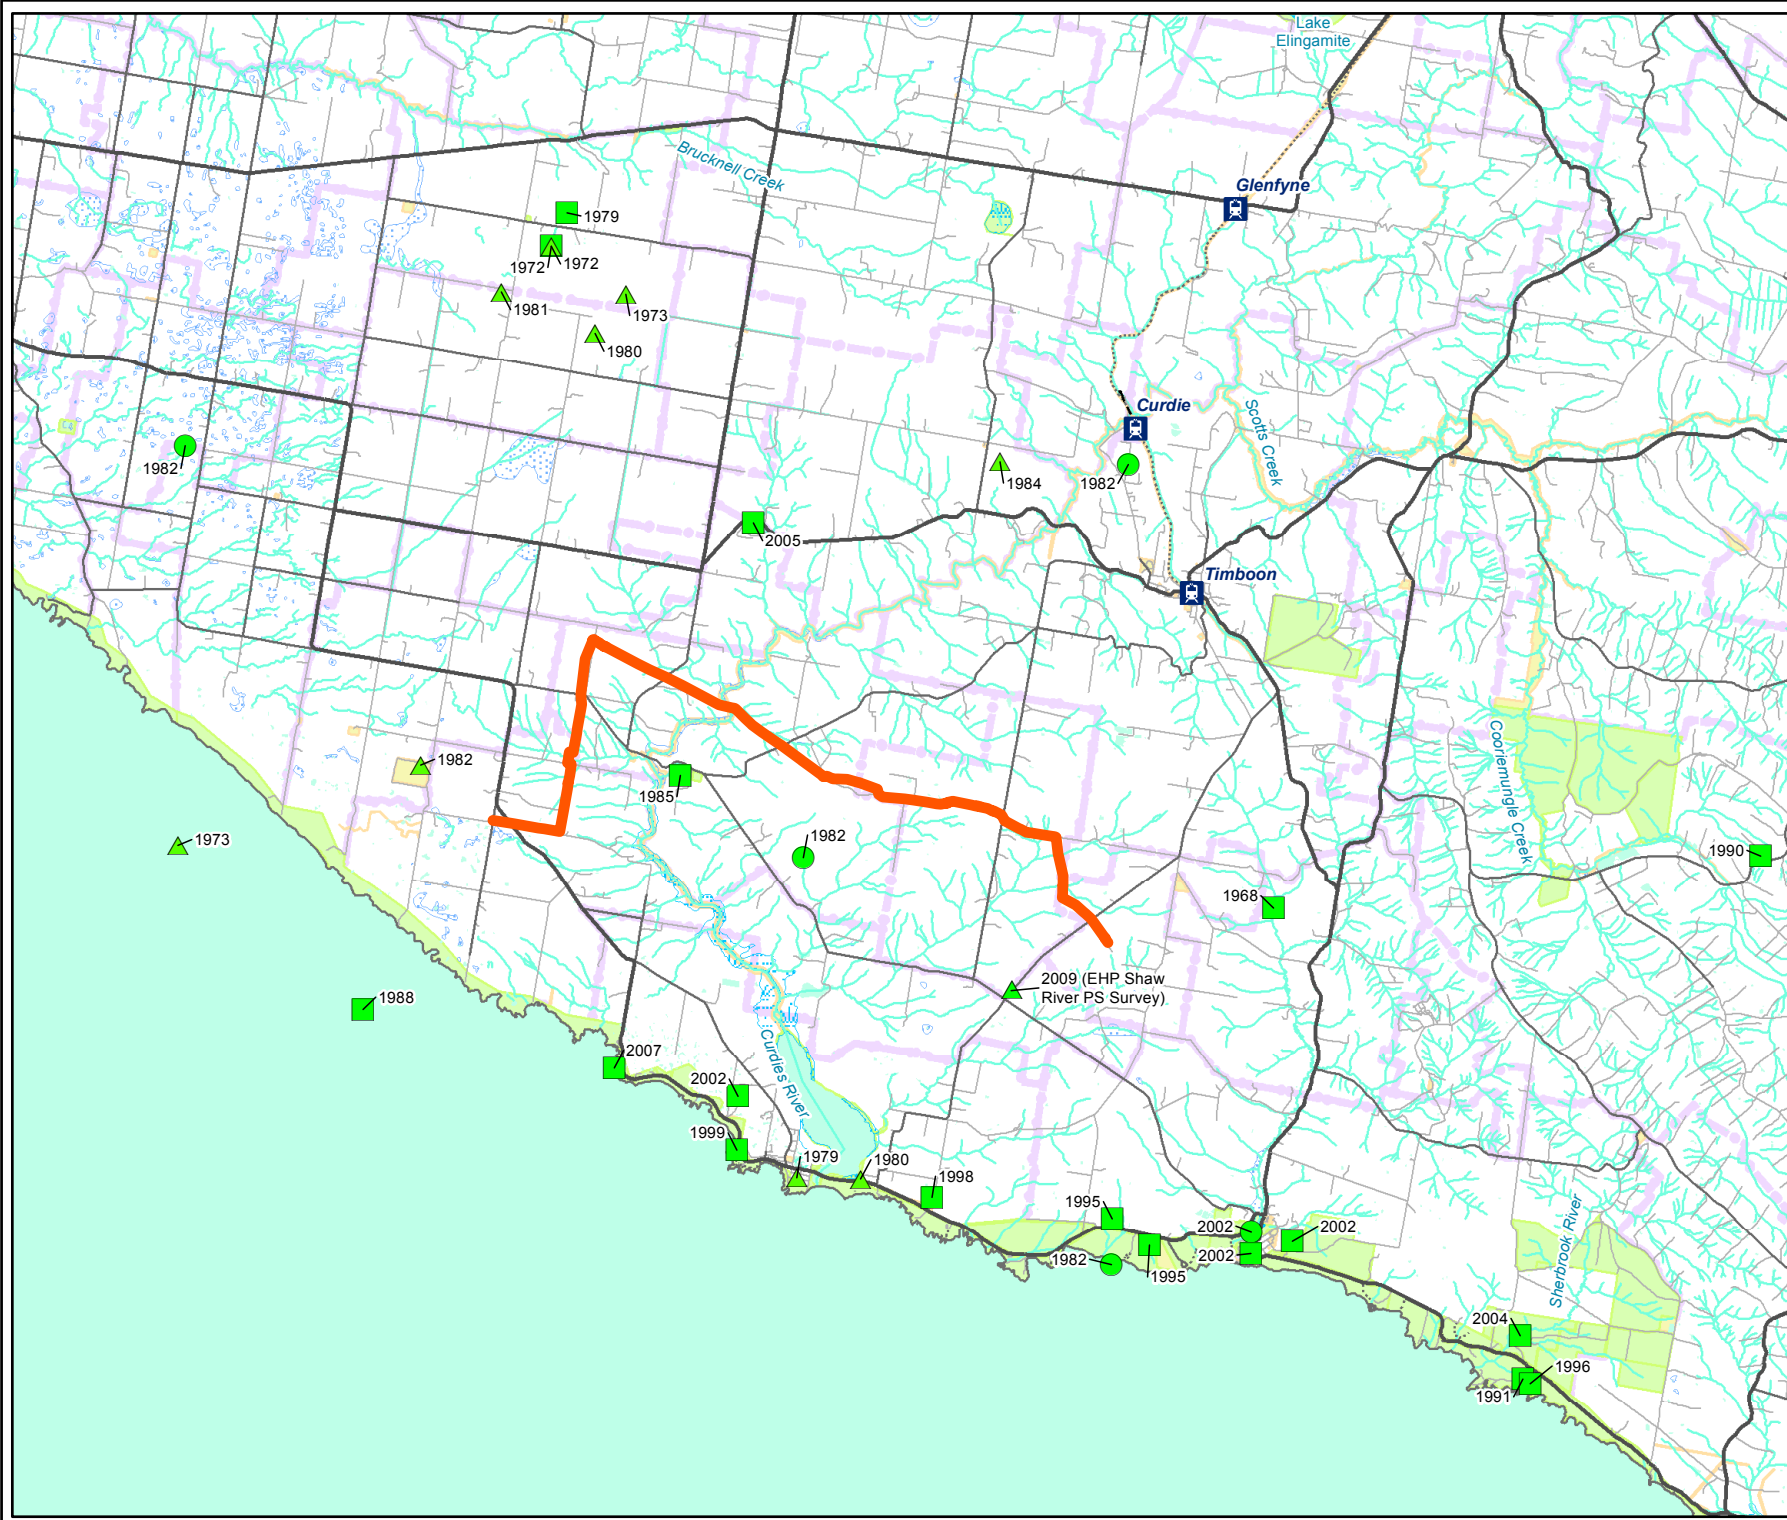 Lake
Elingamite
Brucknell Creek
Glenfyne
1979
1972
1972
1981
1973
1980
Curdie
Scotts Creek
1982
1984
1982
2005
Timboon
1982
1985
Cooriemungle Creek
1973
1982
1990
1968
2009 (EHP Shaw
River PS Survey)
1988
Curdies River
2007
2002
1999
1979
1980
1998
1995
2002
2002
1982
1995
2002
Sherbrook River
2004
1996
1991